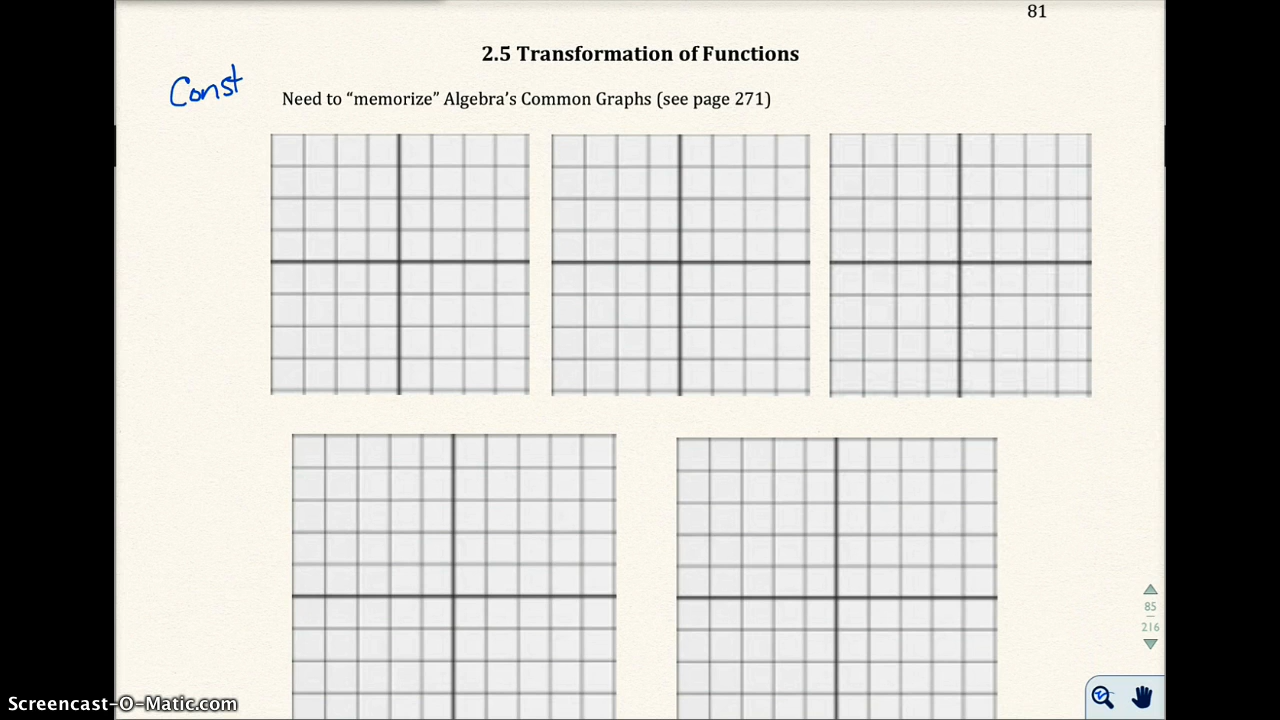 81
2.5 Transformation of Functions
Const
Need to “memorize” Algebra’s Common Graphs (see page 271)
85
216
Screencast-O-Matic.com